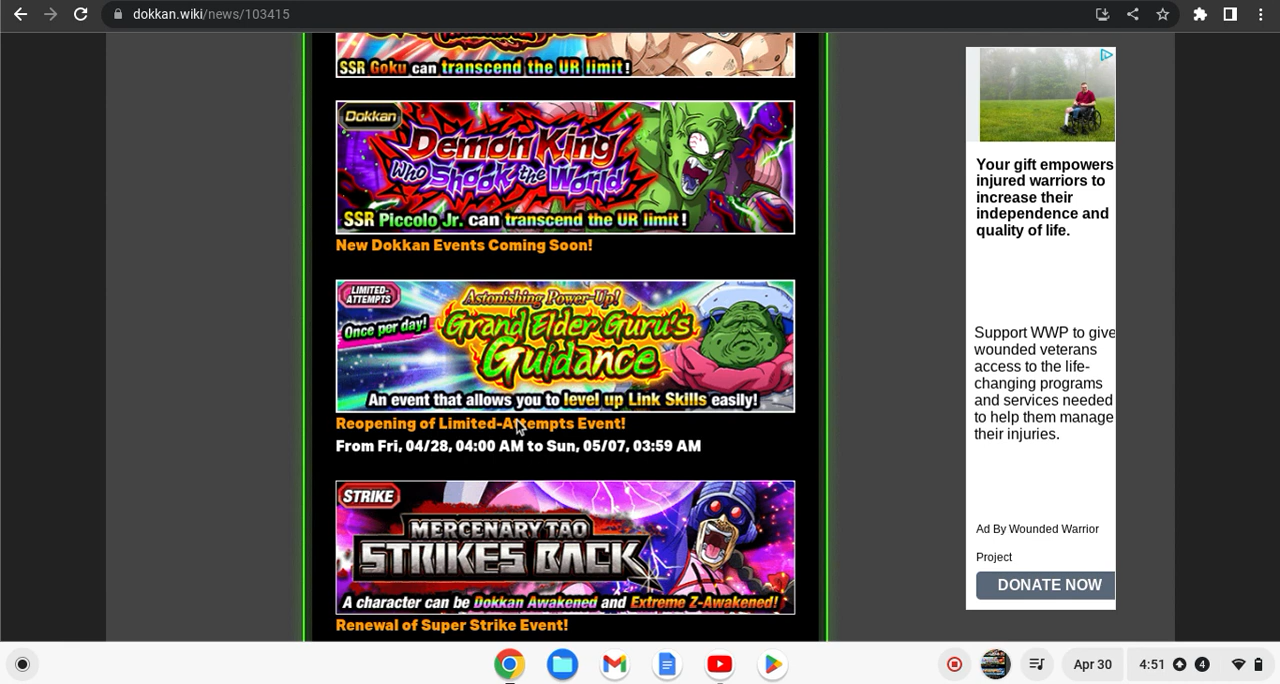 dokkan.wiki/news/103415
SSR Goku can transcend the UR limit!
Dokkan
Demon King
Who Shook the World
SSR Piccolo Jr. can transcend the UR limit!
New Dokkan Events Coming Soon!
LIMITED-
ATTEMPTS
Once per day!
Astonishing Power-Up!
Grand Elder Guru's
Guidance
An event that allows you to level up Link Skills easily!
Reopening of Limited-Attempts Event!
From Fri, 04/28, 04:00 AM to Sun, 05/07, 03:59 AM
STRIKE
MERCENARY TAO
STRIKES BACK
A character can be Dokkan Awakened and Extreme Z-Awakened!
Renewal of Super Strike Event!
Your gift empowers
injured warriors to
increase their
independence and
quality of life.
Support WWP to give
wounded veterans
access to the life-
changing programs
and services needed
to help them manage
their injuries.
Ad By Wounded Warrior
Project
DONATE NOW
Apr 30
4:51
4